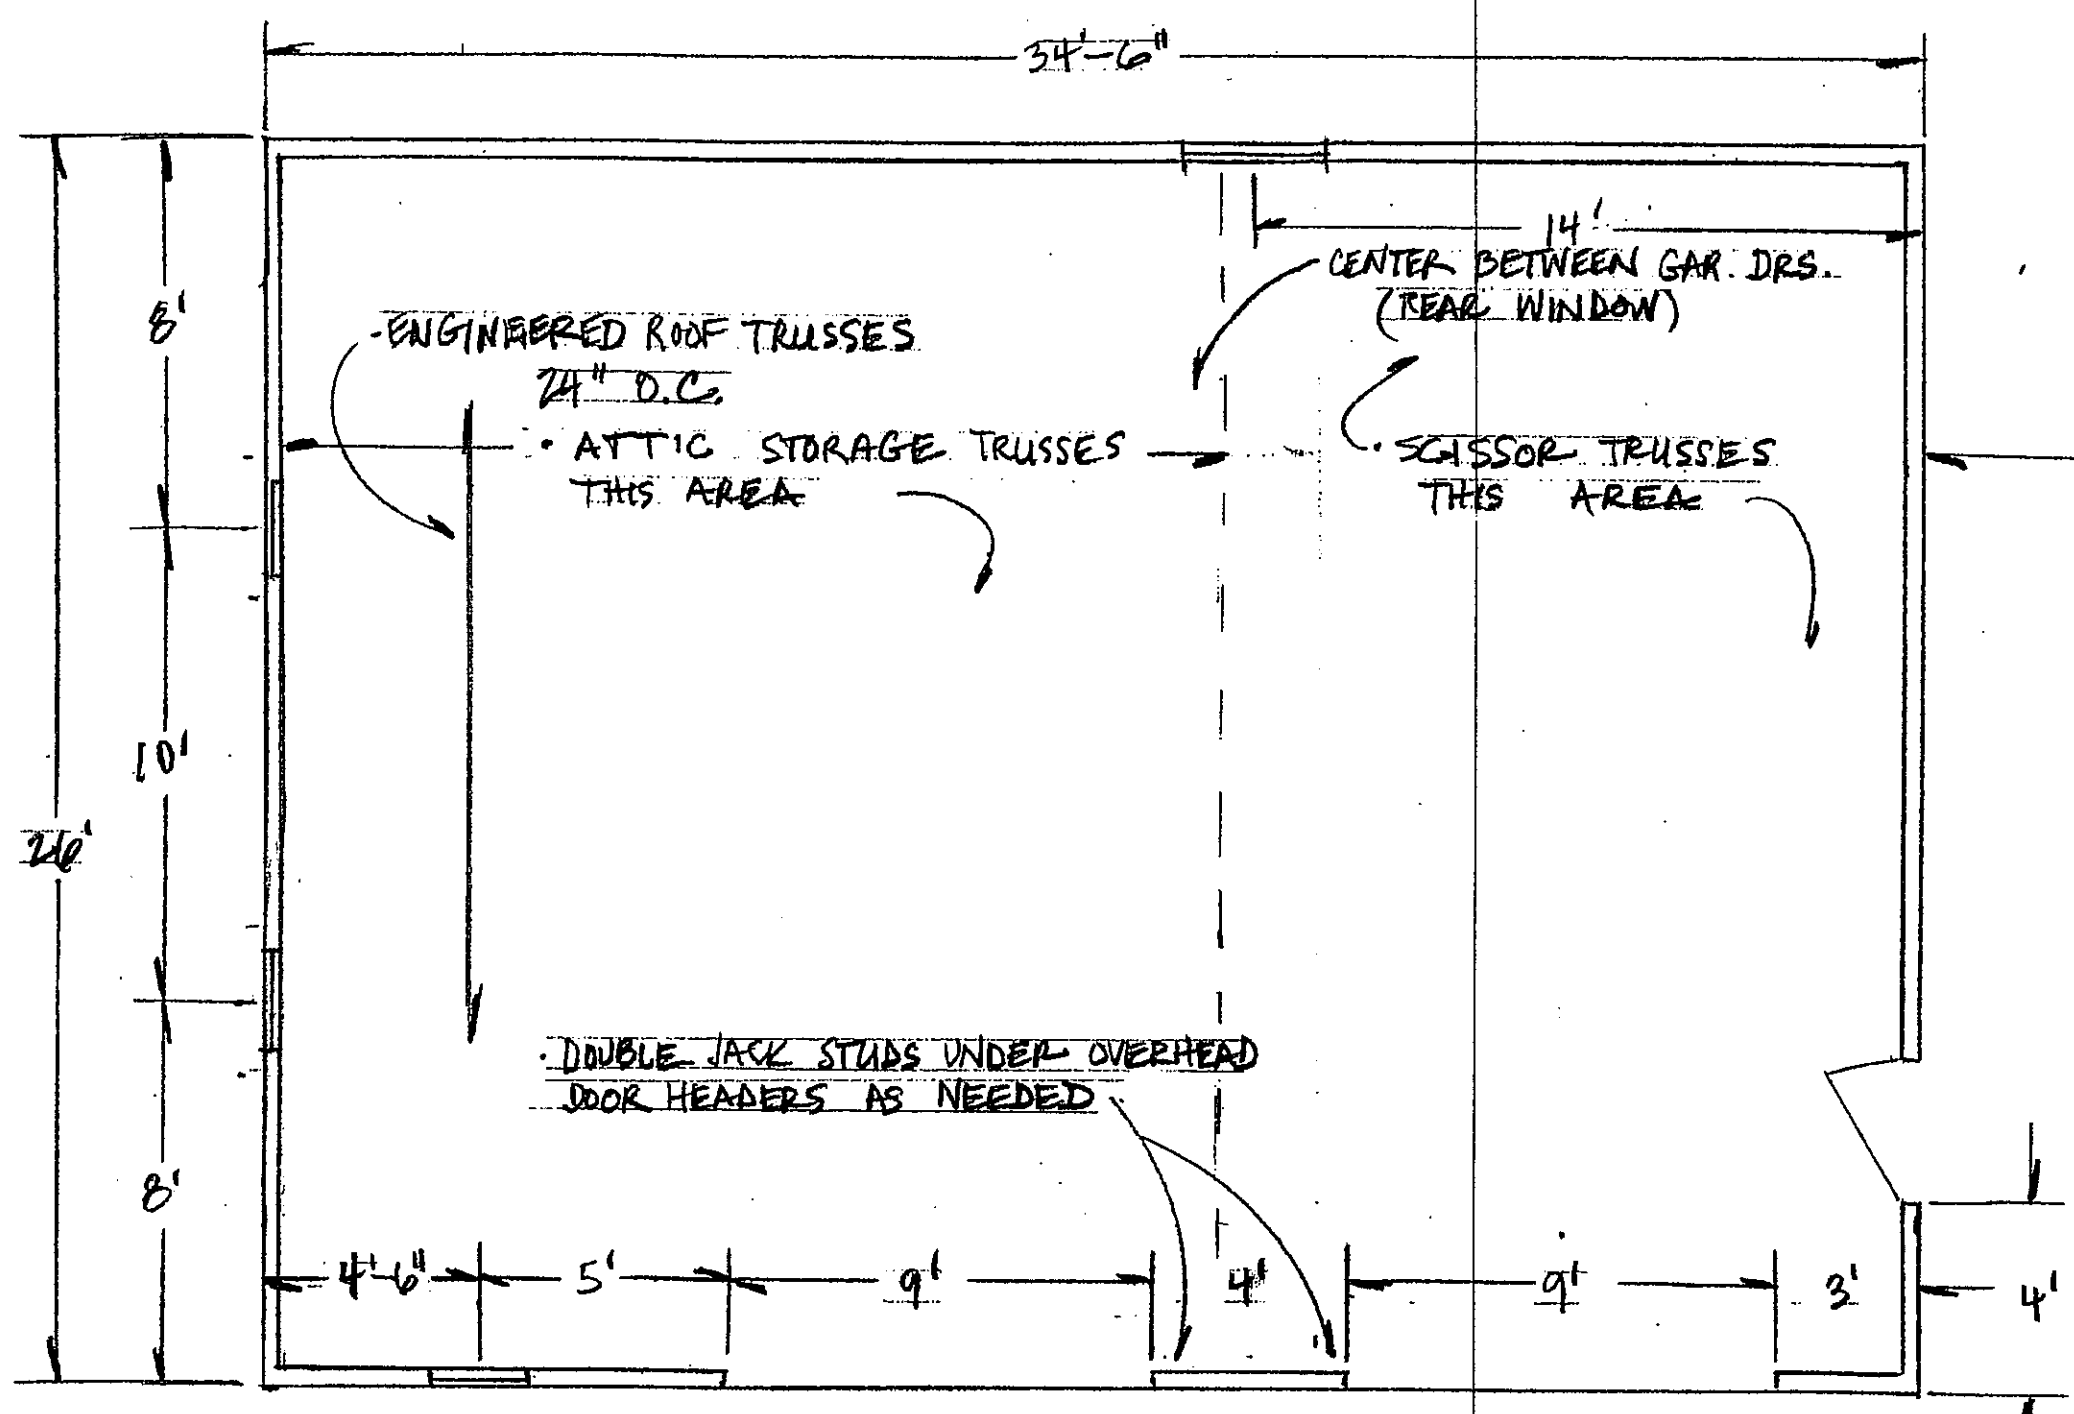 34'-6"
14'
CENTER BETWEEN GAR. DRS.
(REAR WINDOW)
8'
-ENGINEERED ROOF TRUSSES
24" O.C.
• ATTIC STORAGE TRUSSES
THIS AREA
• SCISSOR TRUSSES
THIS AREA
10'
26'
• DOUBLE JACK STUDS UNDER OVERHEAD
DOOR HEADERS AS NEEDED
8'
4'-6" 5' 9' 4' 9' 3' 4'